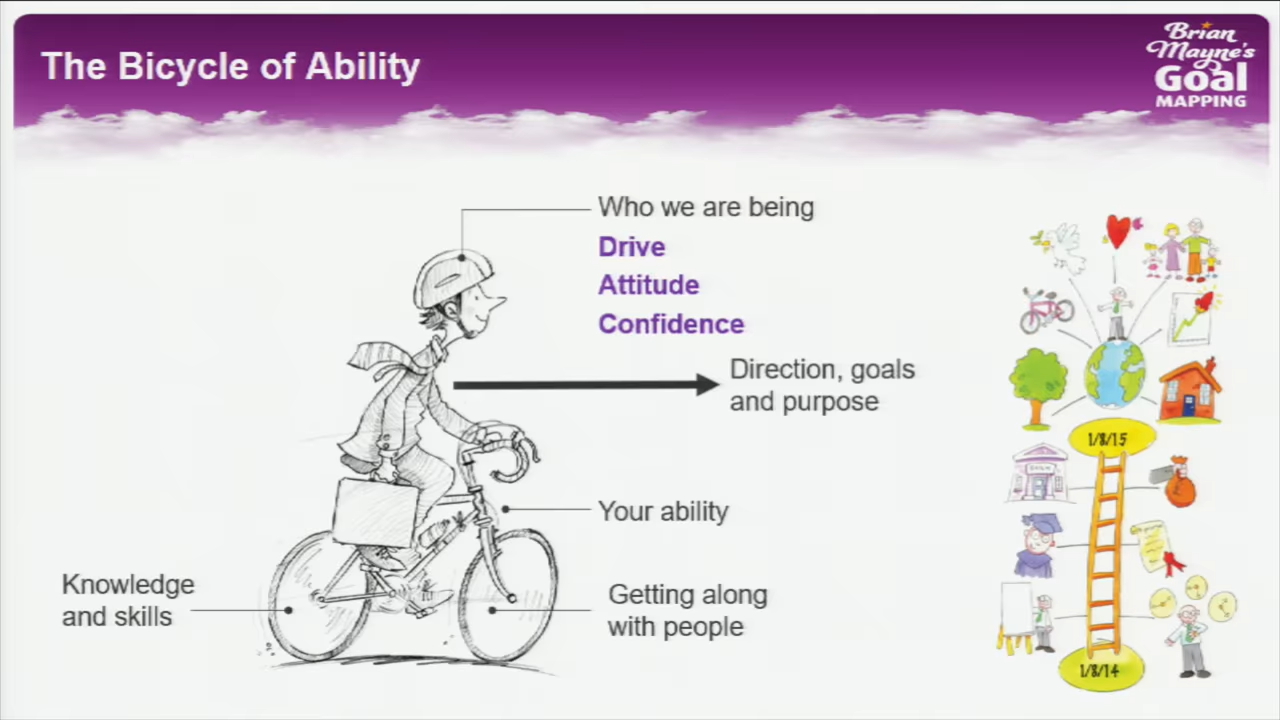 The Bicycle of Ability
Brian
Mayne's
Goal
MAPPING
Who we are being
Drive
Attitude
Confidence
Direction, goals
and purpose
Your ability
Knowledge
and skills
Getting along
with people
1/8/15
1/8/14